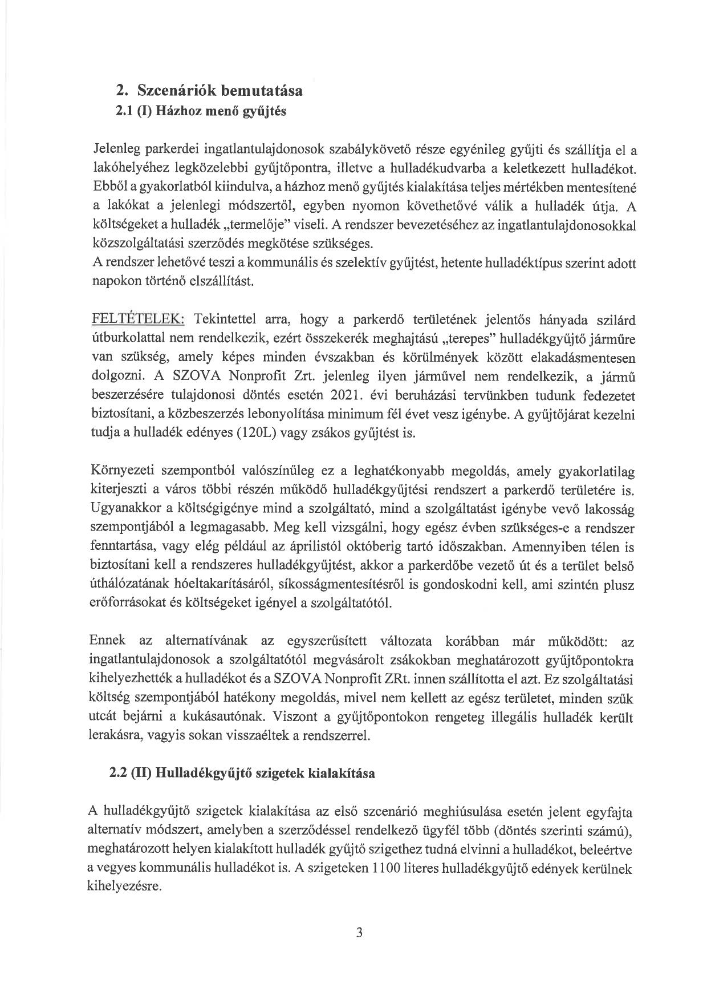 2. Szcenáriók bemutatása
2.1 (I) Házhoz menő gyűjtés
Jelenleg parkerdei ingatlantulajdonosok szabálykövető része egyénileg gyűjti és szállítja el a
lakóhelyéhez legközelebbi gyűjtőpontra, illetve a hulladékudvarba a keletkezett hulladékot.
Ebből a gyakorlatból kiindulva, a házhoz menő gyűjtés kialakítása teljes mértékben mentesítené
a lakókat a jelenlegi módszertől, egyben nyomon követhetővé válik a hulladék útja. A
költségeket a hulladék „termelője” viseli. A rendszer bevezetéséhez az ingatlantulajdonosokkal
közszolgáltatási szerződés megkötése szükséges.
A rendszer lehetővé teszi a kommunális és szelektív gyűjtést, hetente hulladéktípus szerint adott
napokon történő elszállítást.
FELTÉTELEK: Tekintettel arra, hogy a parkerdő területének jelentős hányada szilárd
útburkolattal nem rendelkezik, ezért összekerék meghajtású „terepes” hulladékgyűjtő járműre
van szükség, amely képes minden évszakban és körülmények között elakadásmentesen
dolgozni. A SZOVA Nonprofit Zrt. jelenleg ilyen járművel nem rendelkezik, a jármű
beszerzésére tulajdonosi döntés esetén 2021. évi beruházási tervünkben tudunk fedezetet
biztosítani, a közbeszerzés lebonyolítása minimum fél évet vesz igénybe. A gyűjtőjárat kezelni
tudja a hulladék edényes (120L) vagy zsákos gyűjtést is.
Környezeti szempontból valószínűleg ez a leghatékonyabb megoldás, amely gyakorlatilag
kiterjeszti a város többi részén működő hulladékgyűjtési rendszert a parkerdő területére is.
Ugyanakkor a költségigénye mind a szolgáltató, mind a szolgáltatást igénybe vevő lakosság
szempontjából a legmagasabb. Meg kell vizsgálni, hogy egész évben szükséges-e a rendszer
fenntartása, vagy elég például az áprilistól októberig tartó időszakban. Amennyiben télen is
biztosítani kell a rendszeres hulladékgyűjtést, akkor a parkerdőbe vezető út és a terület belső
úthálózatának hóeltakarításáról, síkosságmentesítésről is gondoskodni kell, ami szintén plusz
erőforrásokat és költségeket igényel a szolgáltatótól.
Ennek az alternatívának az egyszerűsített változata korábban már működött: az
ingatlantulajdonosok a szolgáltatótól megvásárolt zsákokban meghatározott gyűjtőpontokra
kihelyezhették a hulladékot és a SZOVA Nonprofit ZRt. innen szállította el azt. Ez szolgáltatási
költség szempontjából hatékony megoldás, mivel nem kellett az egész területet, minden szűk
utcát bejárni a kukásautónak. Viszont a gyűjtőpontokon rengeteg illegális hulladék került
lerakásra, vagyis sokan visszaéltek a rendszerrel.
2.2 (II) Hulladékgyűjtő szigetek kialakítása
A hulladékgyűjtő szigetek kialakítása az első szcenárió meghiúsulása esetén jelent egyfajta
alternatív módszert, amelyben a szerződéssel rendelkező ügyfél több (döntés szerinti számú),
meghatározott helyen kialakított hulladék gyűjtő szigethez tudná elvinni a hulladékot, beleértve
a vegyes kommunális hulladékot is. A szigeteken 1100 literes hulladékgyűjtő edények kerülnek
kihelyezésre.
3